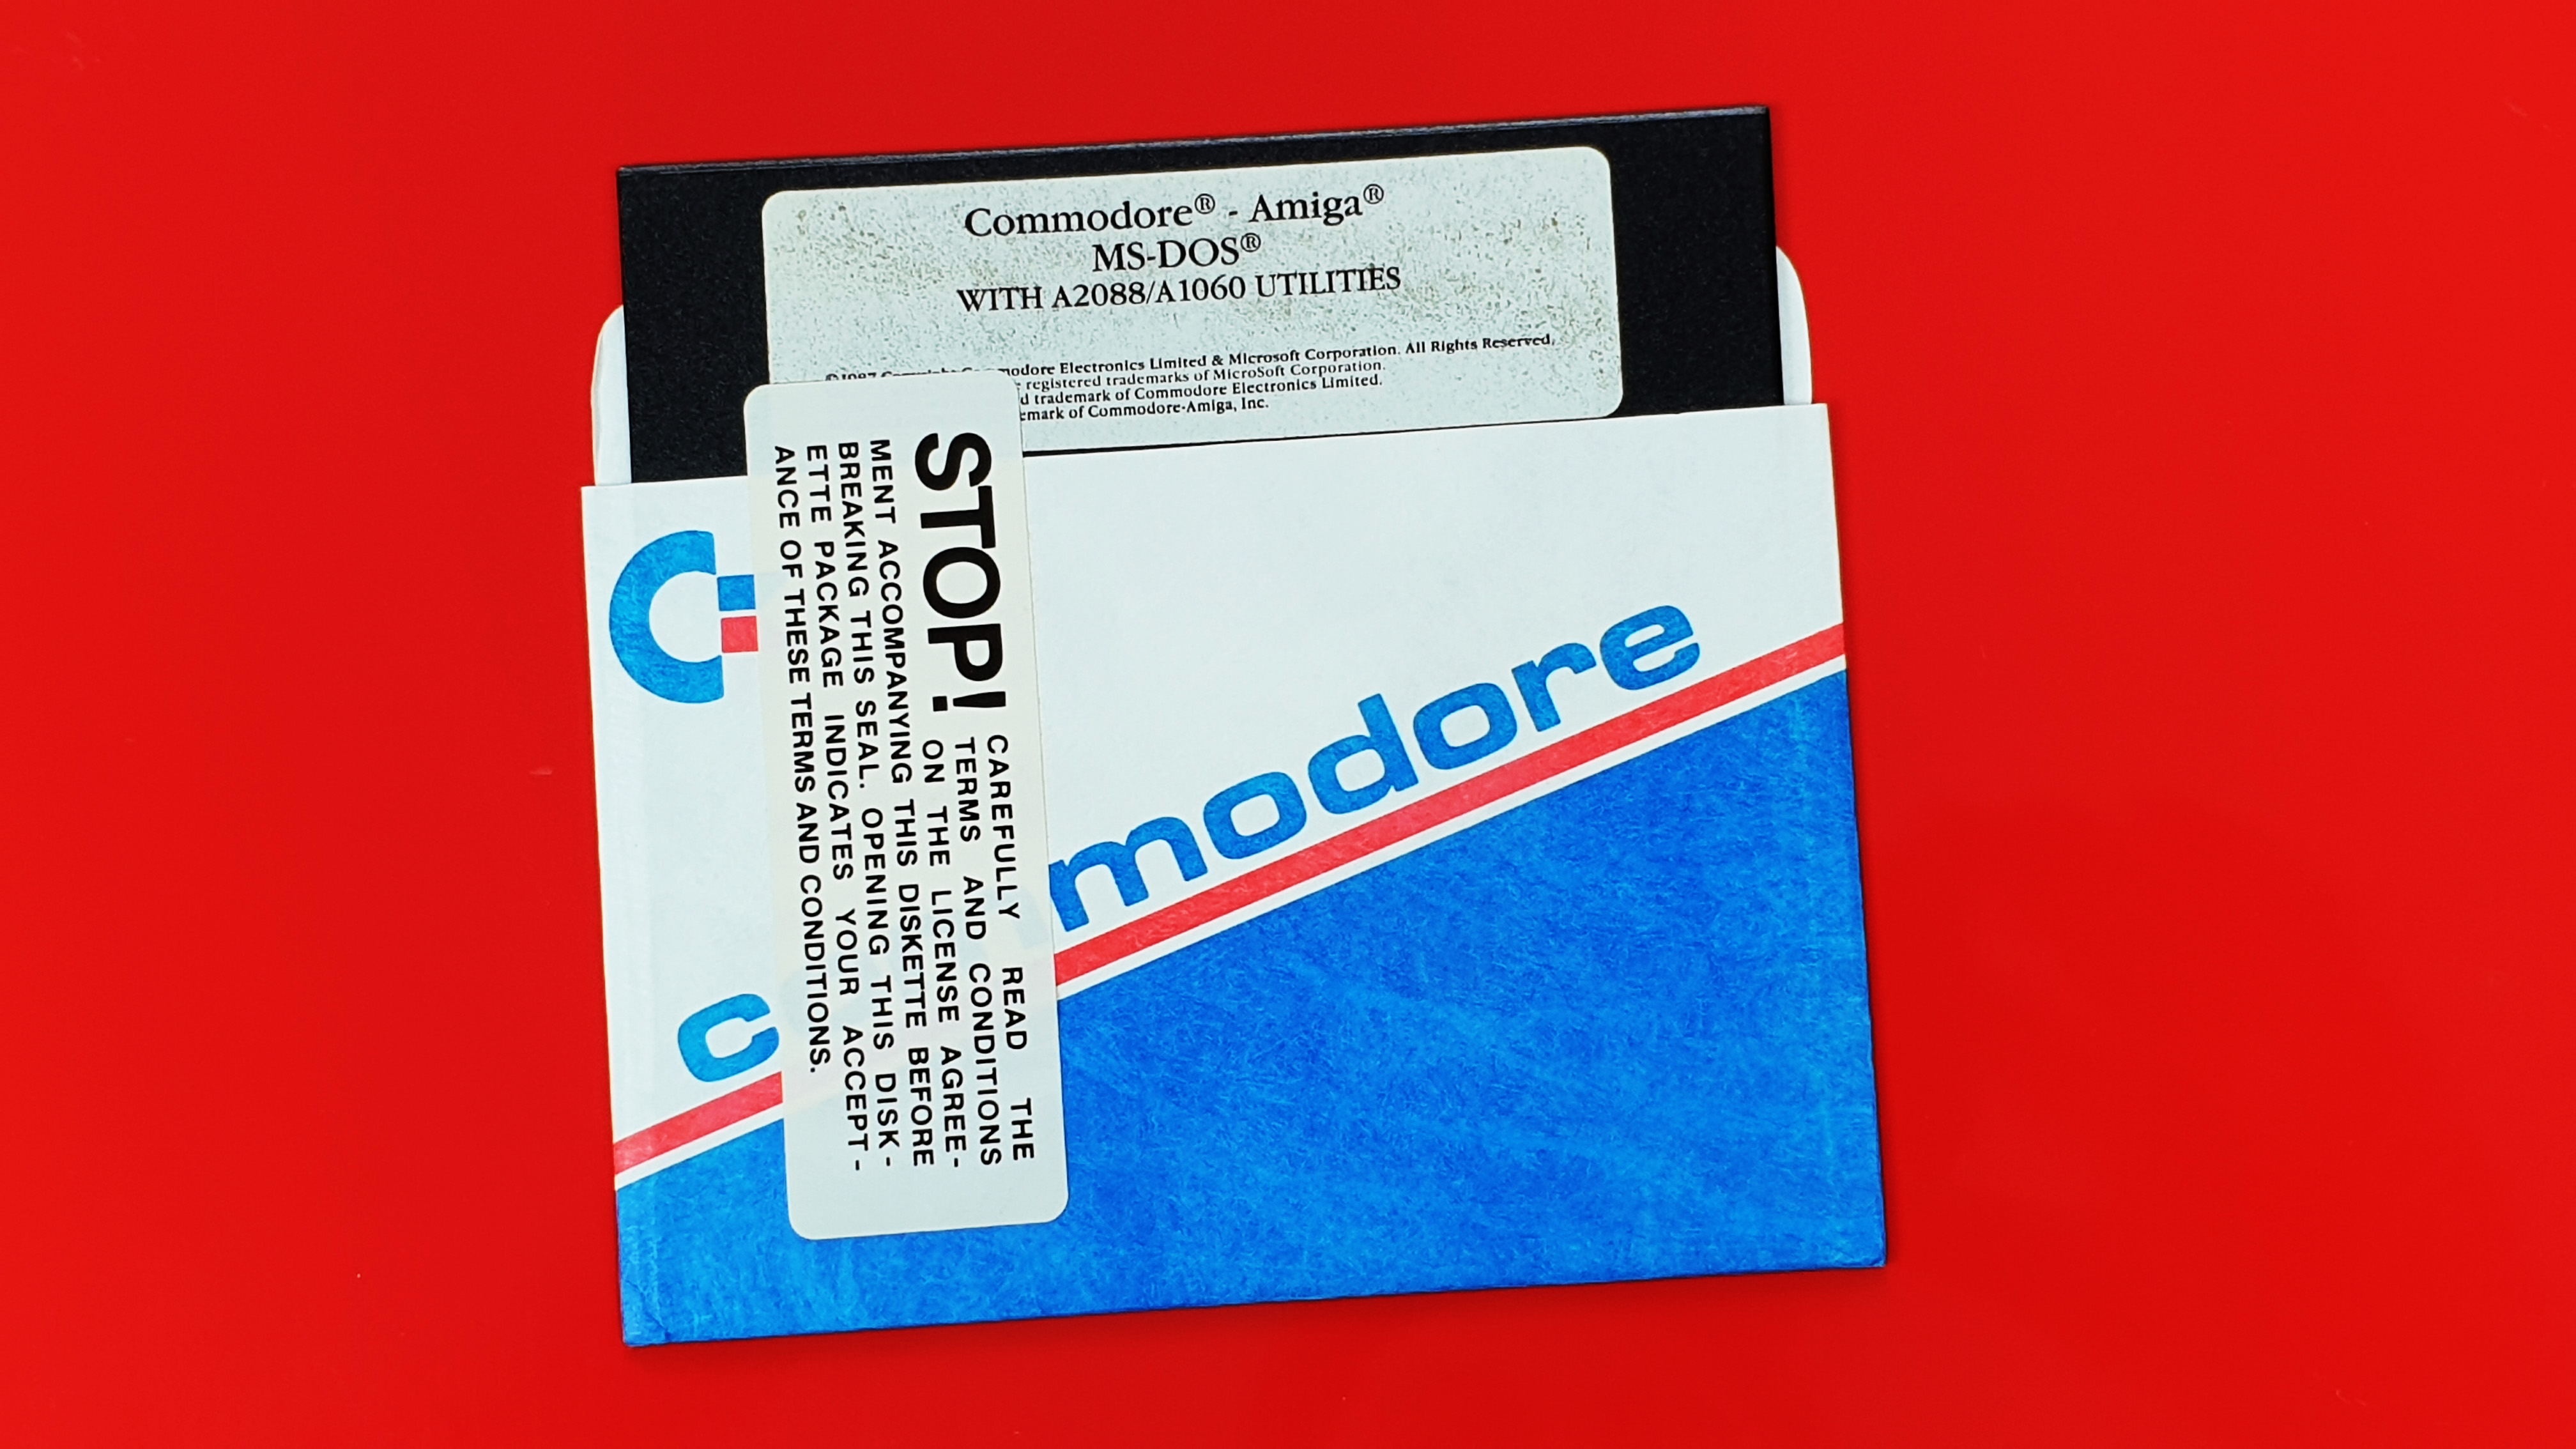 Commodore® - Amiga®
MS-DOS®
WITH A2088/A1060 UTILITIES
modore Electronics Limited & Microsoft Corporation. All Rights Reserved.
registered trademarks of MicroSoft Corporation.
d trademark of Commodore Electronics Limited.
emark of Commodore-Amiga, Inc.
STOP! CAREFULLY READ THE
TERMS AND CONDITIONS
ON THE LICENSE AGREE-
MENT ACCOMPANYING THIS DISKETTE BEFORE
BREAKING THIS SEAL. OPENING THIS DISK-
ETTE PACKAGE INDICATES YOUR ACCEPT-
ANCE OF THESE TERMS AND CONDITIONS.
c modore